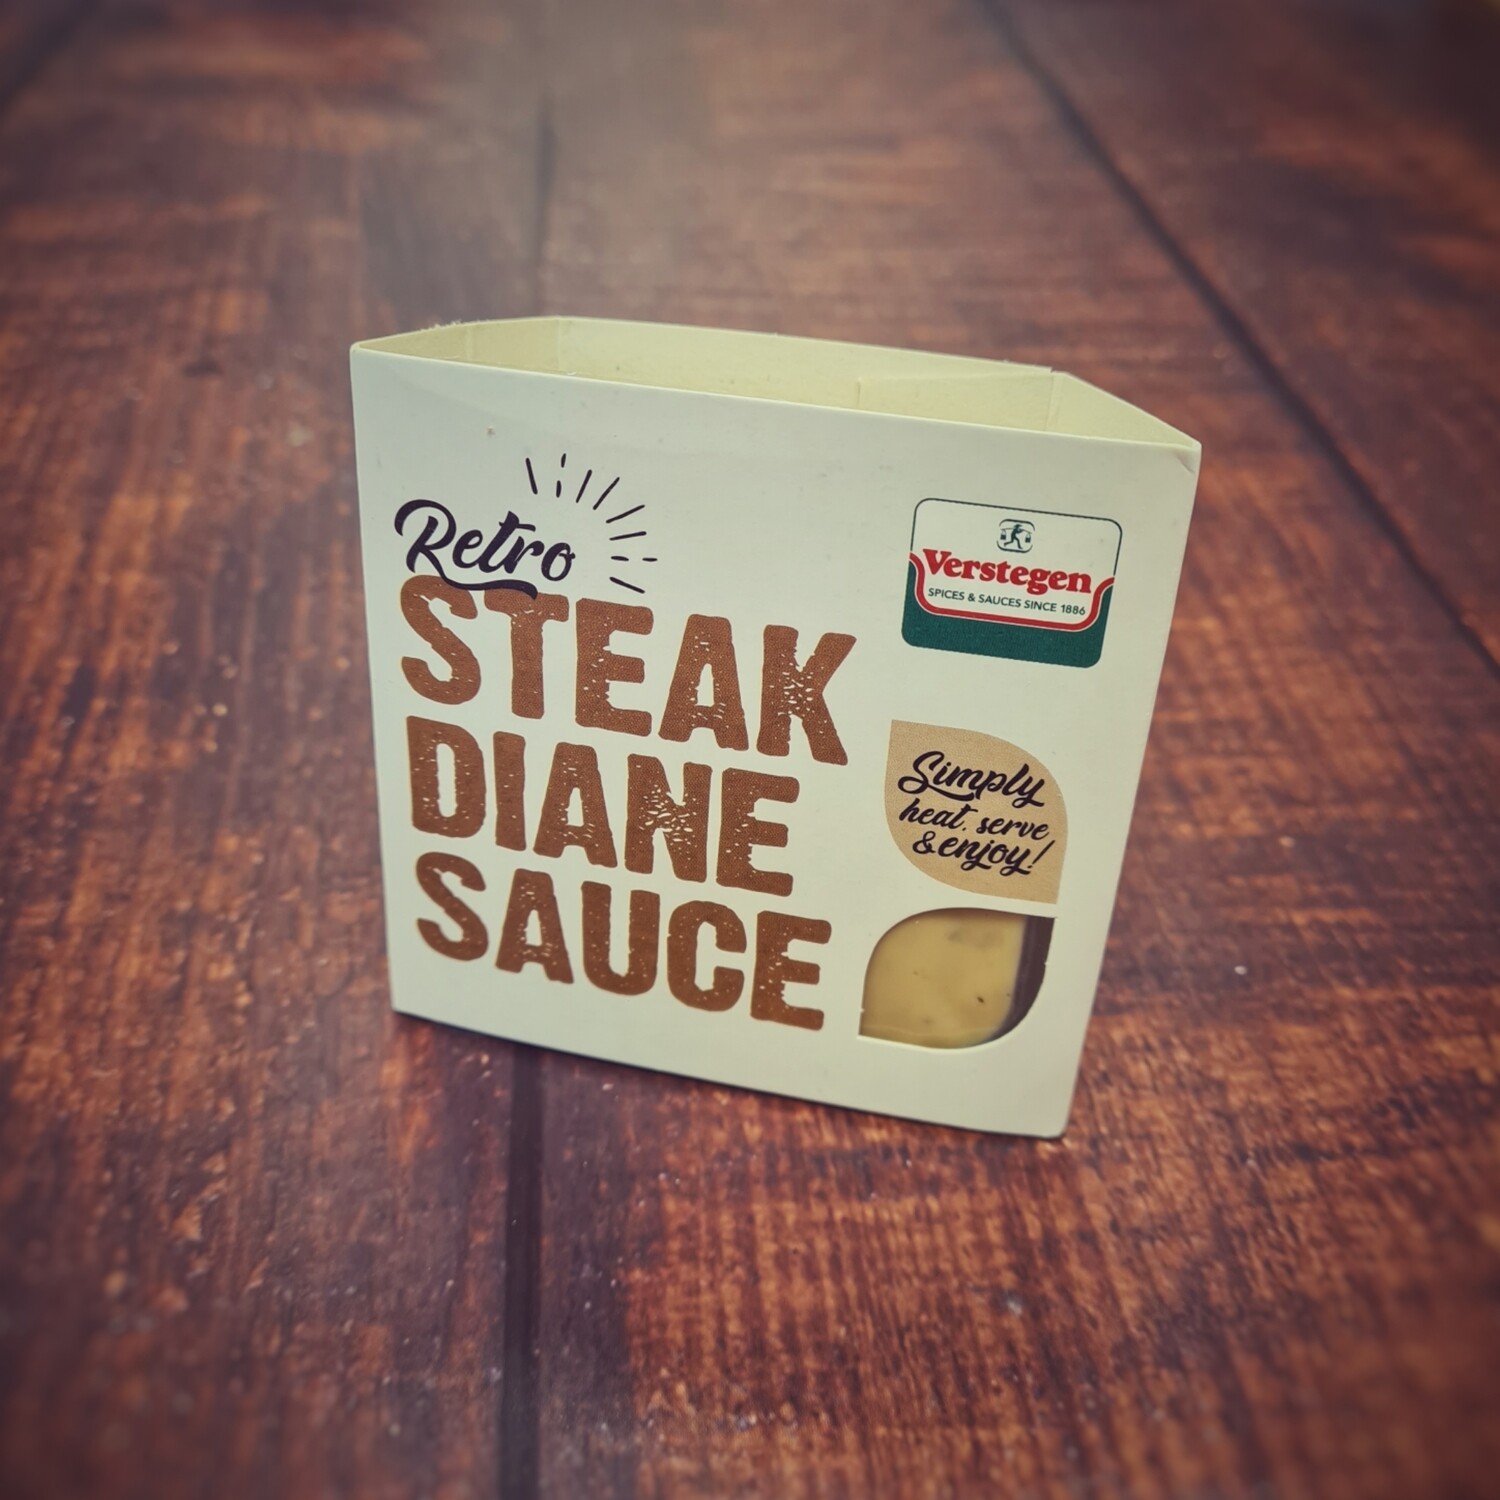 Retro
STEAK
DIANE
SAUCE
Verstegen
SPICES & SAUCES SINCE 1886
Simply
heat, serve
& enjoy!